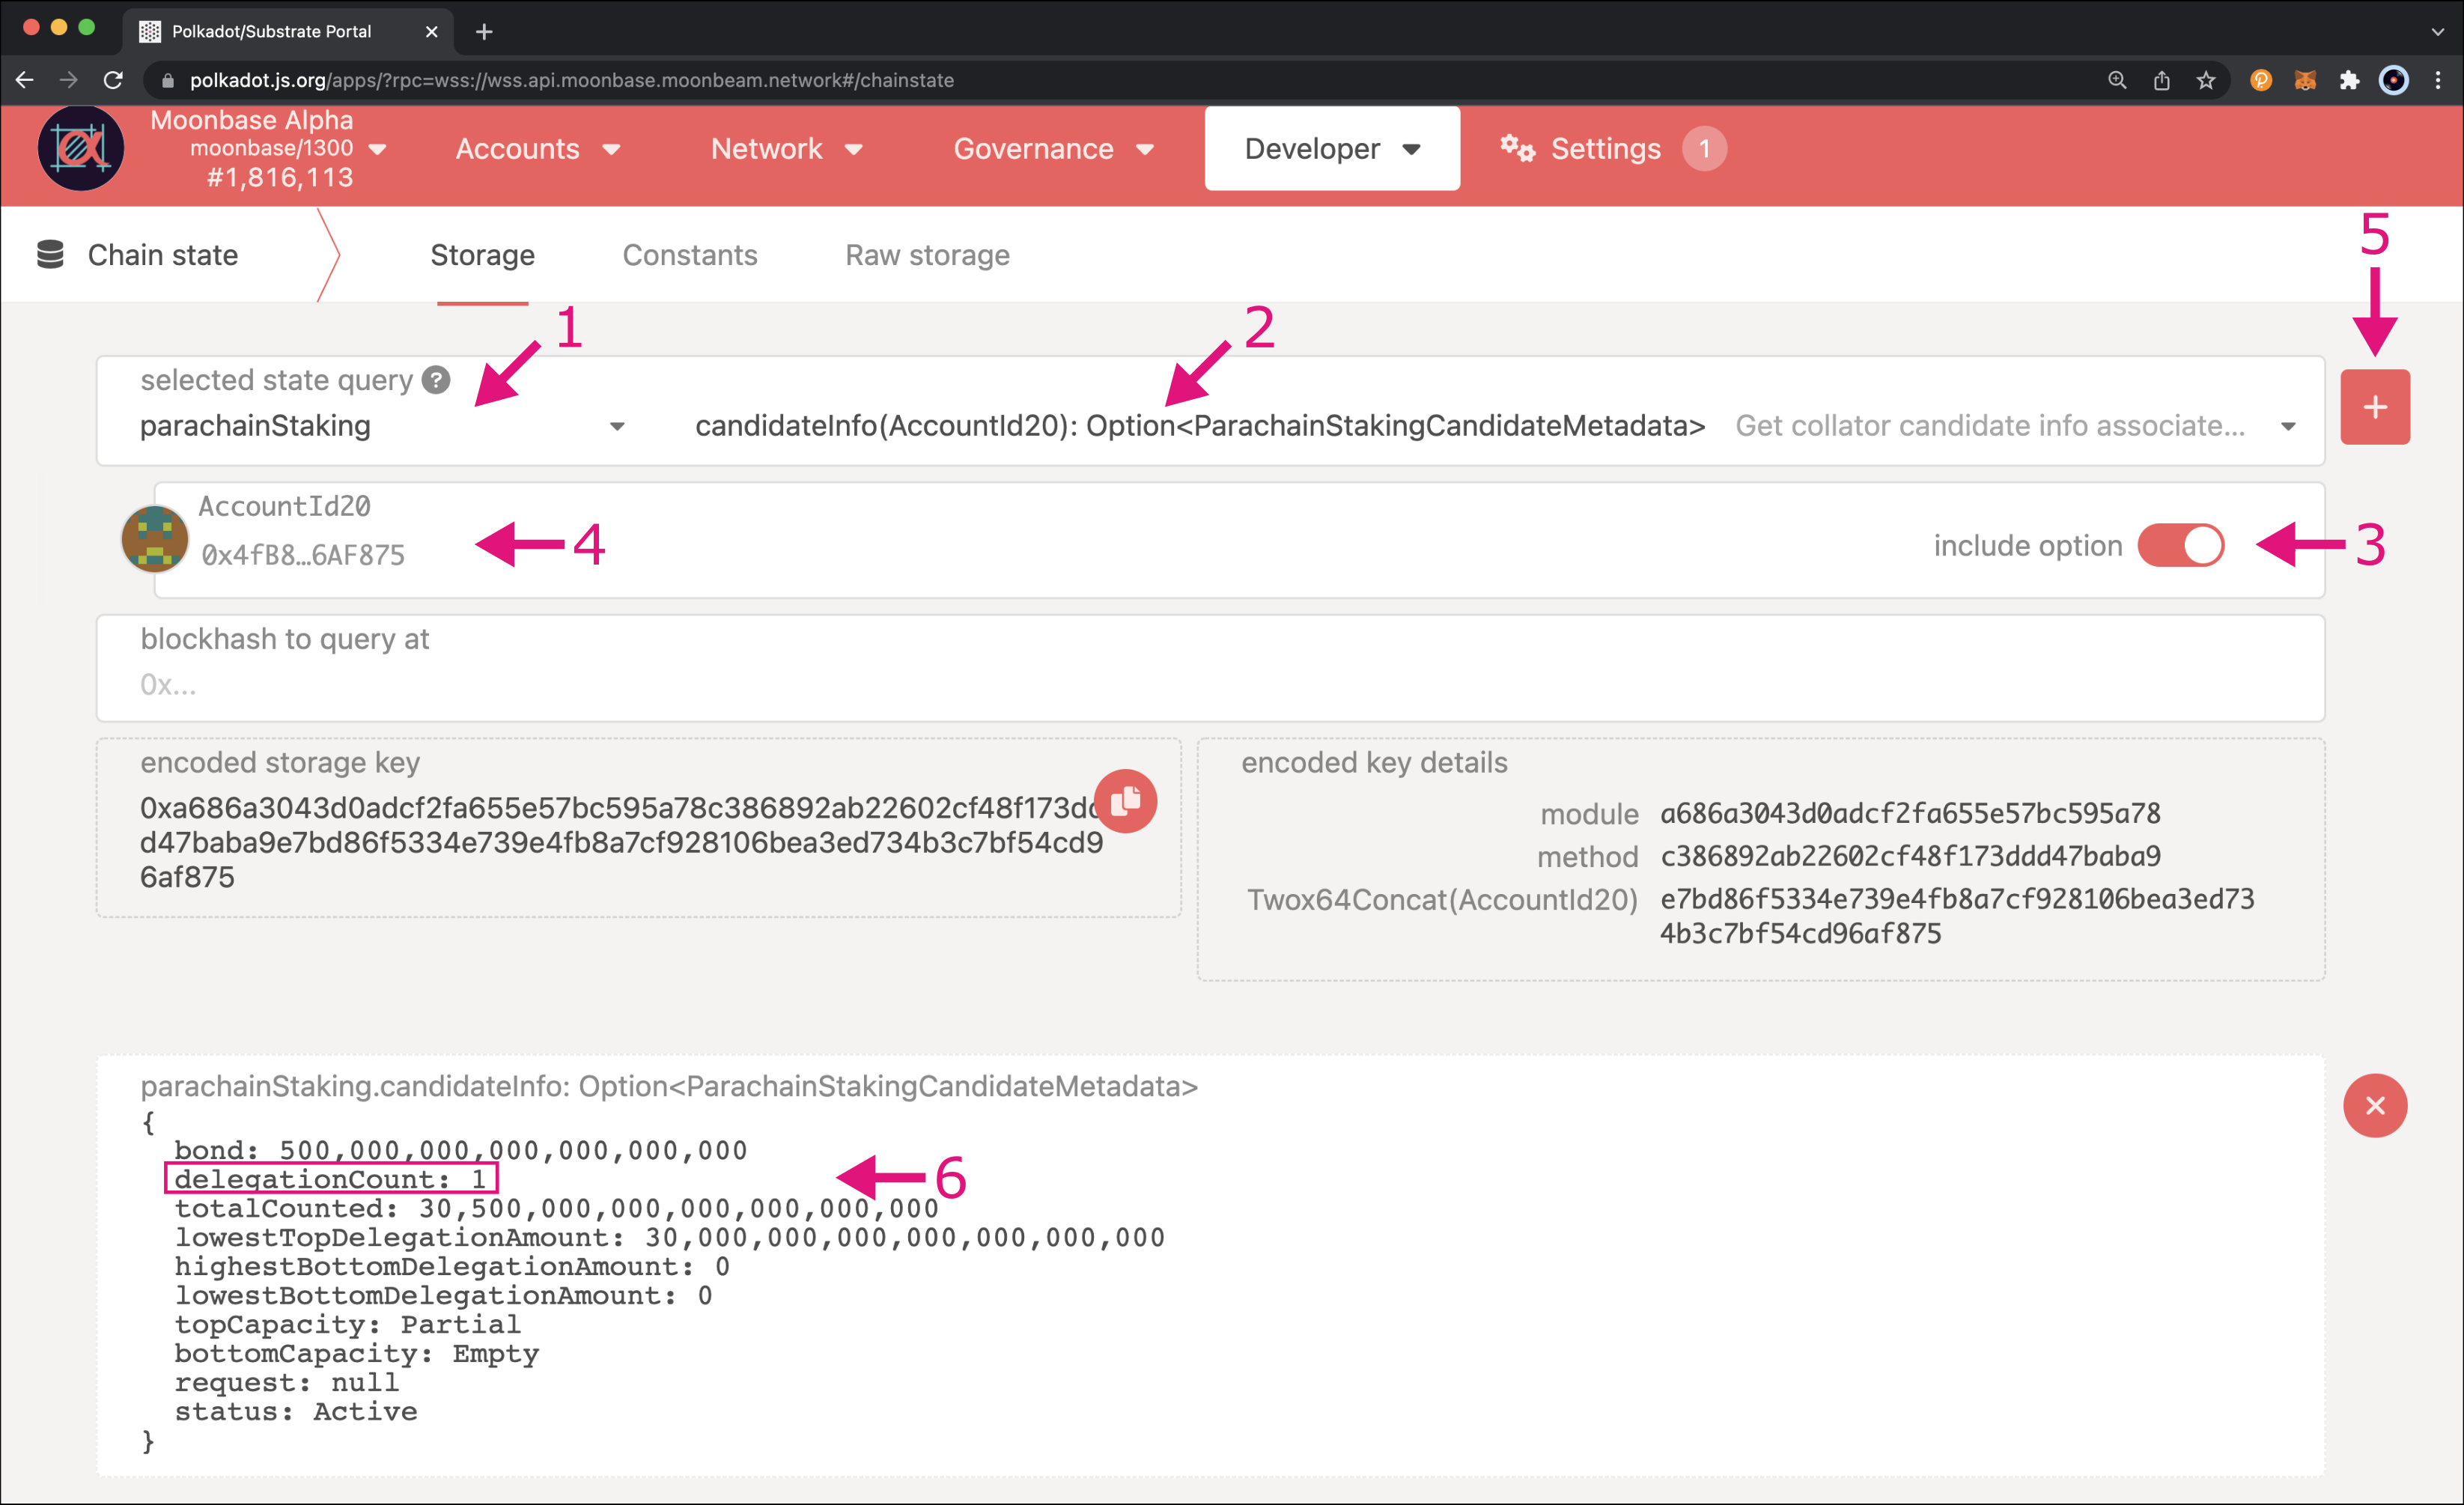 Polkadot/Substrate Portal
polkadot.js.org/apps/?rpc=wss://wss.api.moonbase.moonbeam.network#/chainstate
Moonbase Alpha
moonbase/1300
#1,816,113
Accounts
Network
Governance
Developer
Settings
1
Chain state
Storage
Constants
Raw storage
5
1
2
selected state query ?
parachainStaking
candidateInfo(AccountId20): Option<ParachainStakingCandidateMetadata>
Get collator candidate info associate...
+
AccountId20
0x4fB8…6AF875
4
include option
3
blockhash to query at
0x...
encoded storage key
0xa686a3043d0adcf2fa655e57bc595a78c386892ab22602cf48f173dd
d47baba9e7bd86f5334e739e4fb8a7cf928106bea3ed734b3c7bf54cd9
6af875
encoded key details
module a686a3043d0adcf2fa655e57bc595a78
method c386892ab22602cf48f173ddd47baba9
Twox64Concat(AccountId20) e7bd86f5334e739e4fb8a7cf928106bea3ed73
4b3c7bf54cd96af875
parachainStaking.candidateInfo: Option<ParachainStakingCandidateMetadata>
{
bond: 500,000,000,000,000,000,000
delegationCount: 1
6
totalCounted: 30,500,000,000,000,000,000,000
lowestTopDelegationAmount: 30,000,000,000,000,000,000,000
highestBottomDelegationAmount: 0
lowestBottomDelegationAmount: 0
topCapacity: Partial
bottomCapacity: Empty
request: null
status: Active
}